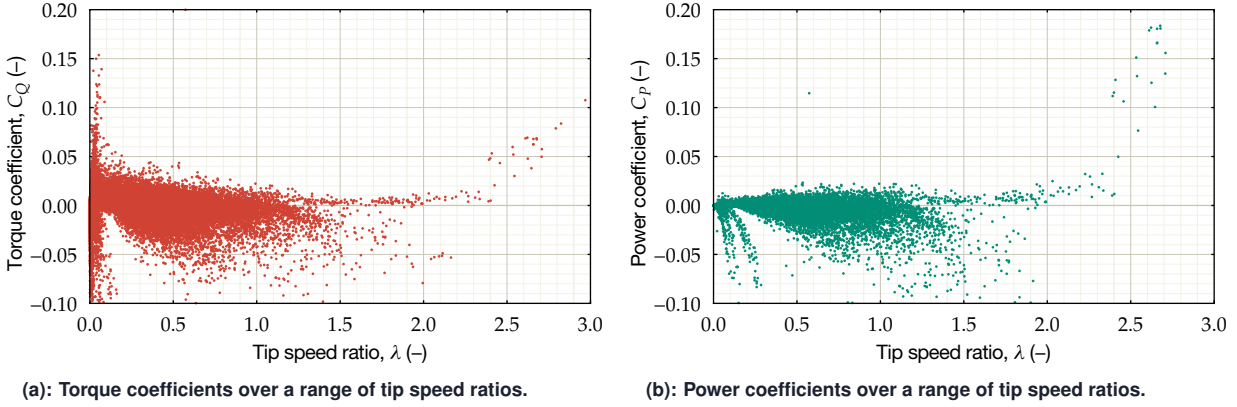 0.20
0.15
0.10
0.05
0.00
−0.05
−0.10
Torque coefficient, C_Q (–)
0.0 0.5 1.0 1.5 2.0 2.5 3.0
Tip speed ratio, λ (–)
(a): Torque coefficients over a range of tip speed ratios.
0.20
0.15
0.10
0.05
0.00
−0.05
−0.10
Power coefficient, C_P (–)
0.0 0.5 1.0 1.5 2.0 2.5 3.0
Tip speed ratio, λ (–)
(b): Power coefficients over a range of tip speed ratios.